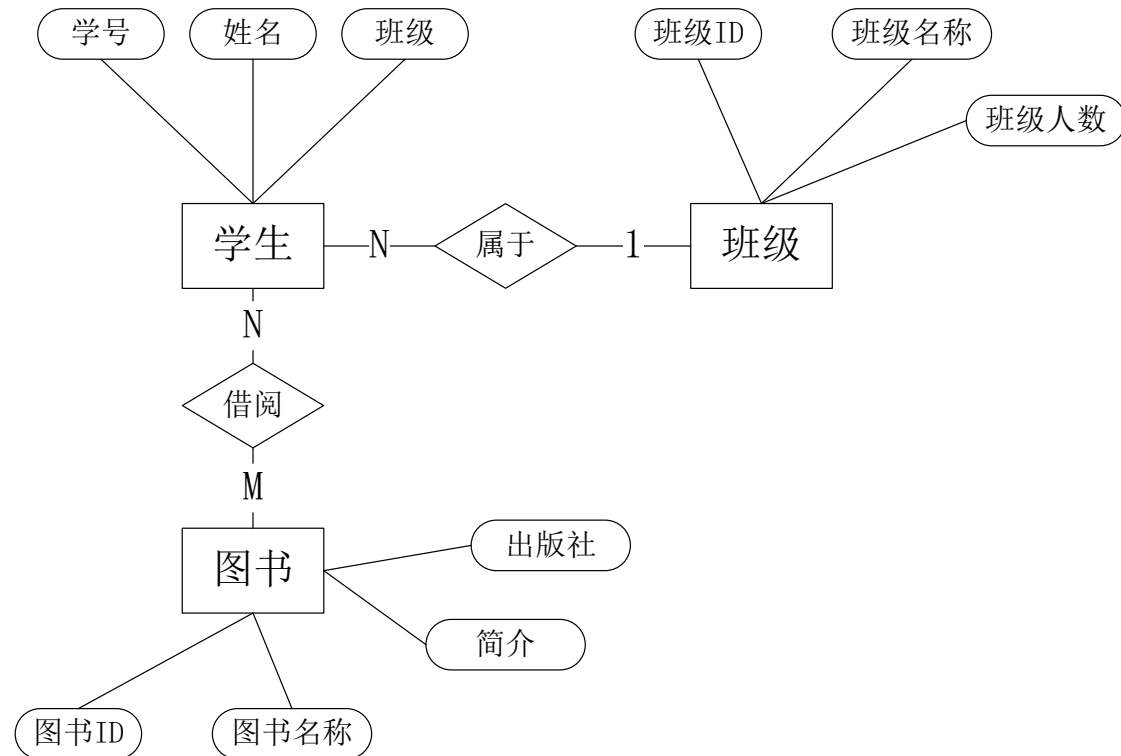 学号 姓名 班级 班级ID 班级名称
班级人数
学生 N 属于 1 班级
N
借阅
M
出版社
图书
简介
图书ID 图书名称